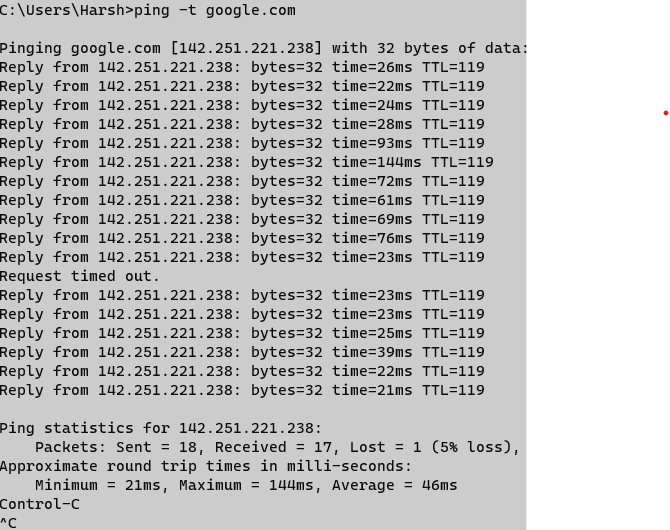 C:\Users\Harsh>ping -t google.com
Pinging google.com [142.251.221.238] with 32 bytes of data:
Reply from 142.251.221.238: bytes=32 time=26ms TTL=119
Reply from 142.251.221.238: bytes=32 time=22ms TTL=119
Reply from 142.251.221.238: bytes=32 time=24ms TTL=119
Reply from 142.251.221.238: bytes=32 time=28ms TTL=119
Reply from 142.251.221.238: bytes=32 time=93ms TTL=119
Reply from 142.251.221.238: bytes=32 time=144ms TTL=119
Reply from 142.251.221.238: bytes=32 time=72ms TTL=119
Reply from 142.251.221.238: bytes=32 time=61ms TTL=119
Reply from 142.251.221.238: bytes=32 time=69ms TTL=119
Reply from 142.251.221.238: bytes=32 time=76ms TTL=119
Reply from 142.251.221.238: bytes=32 time=23ms TTL=119
Request timed out.
Reply from 142.251.221.238: bytes=32 time=23ms TTL=119
Reply from 142.251.221.238: bytes=32 time=23ms TTL=119
Reply from 142.251.221.238: bytes=32 time=25ms TTL=119
Reply from 142.251.221.238: bytes=32 time=39ms TTL=119
Reply from 142.251.221.238: bytes=32 time=22ms TTL=119
Reply from 142.251.221.238: bytes=32 time=21ms TTL=119
Ping statistics for 142.251.221.238:
    Packets: Sent = 18, Received = 17, Lost = 1 (5% loss),
Approximate round trip times in milli-seconds:
    Minimum = 21ms, Maximum = 144ms, Average = 46ms
Control-C
^C